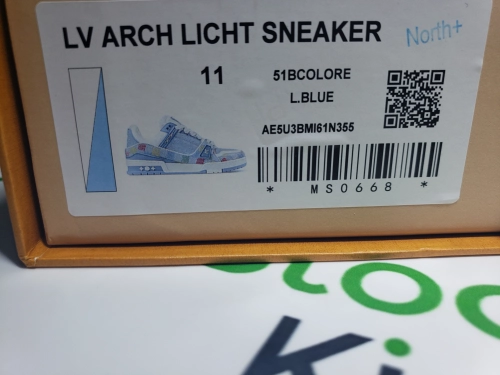 LV ARCH LICHT SNEAKER
North+
11
51BCOLORE
L.BLUE
AE5U3BMI61N355
* MS0668 *